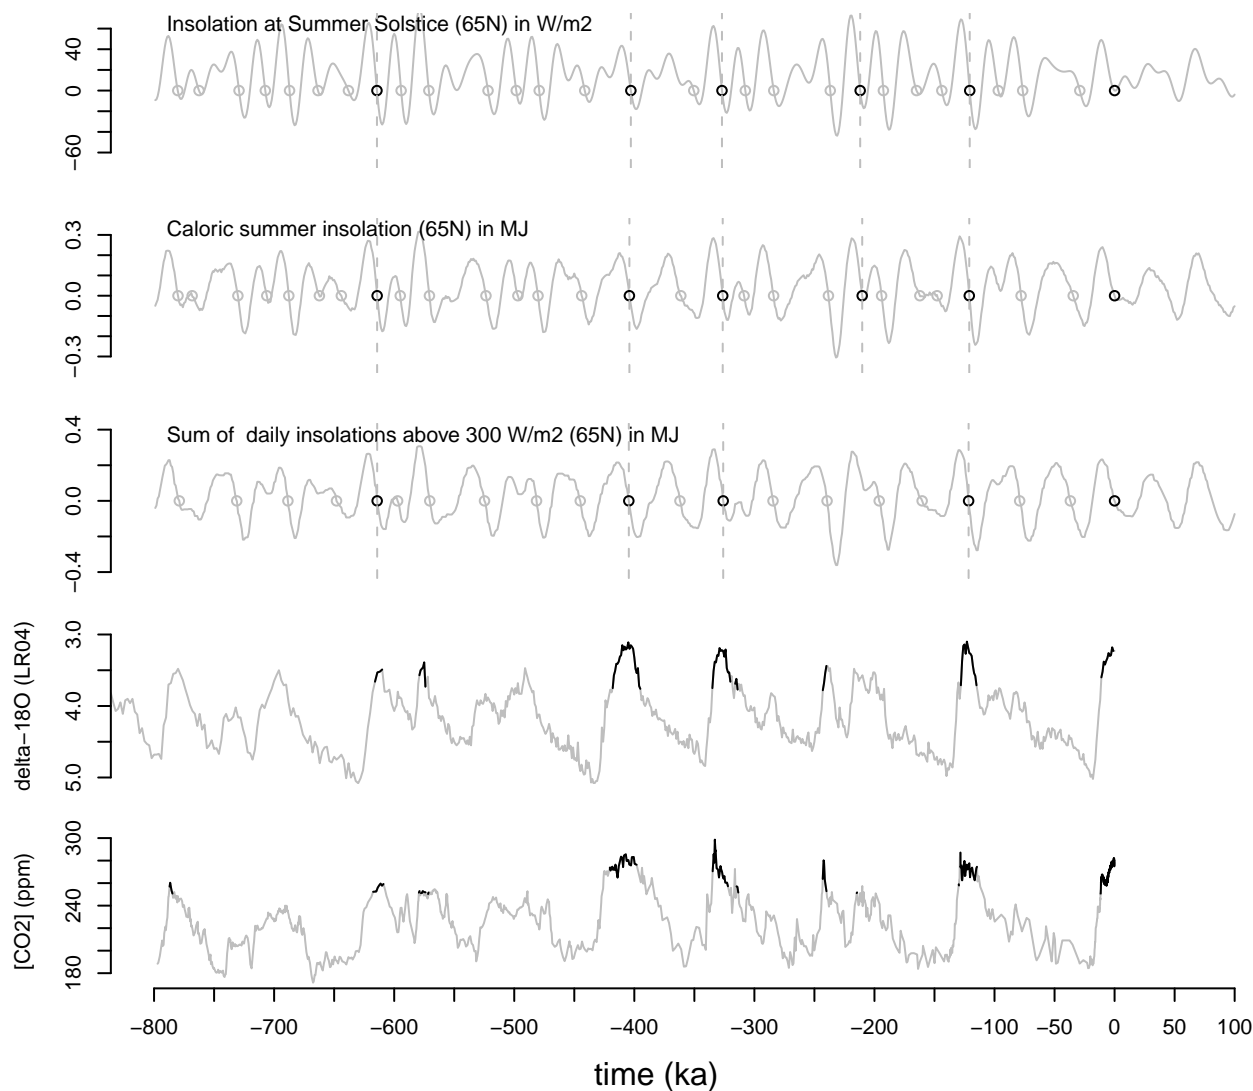 Insolation at Summer Solstice (65N) in W/m2
40
0
−60
Caloric summer insolation (65N) in MJ
0.3
0.0
−0.3
Sum of  daily insolations above 300 W/m2 (65N) in MJ
0.4
0.0
−0.4
delta−18O (LR04)
3.0
4.0
5.0
[CO2] (ppm)
300
240
180
−800 −700 −600 −500 −400 −300 −200 −100 −50 0 50 100
time (ka)